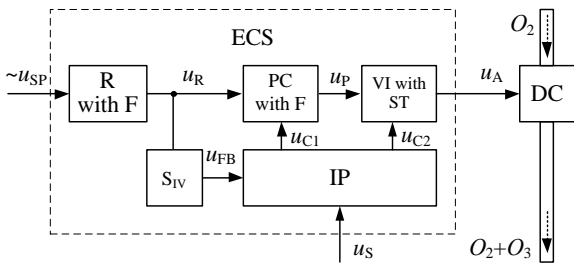 ECS
O2
~uSP
R
with F
uR
PC
with F
uP
VI with
ST
uA
DC
uC1
uC2
SIV
uFB
IP
uS
O2+O3